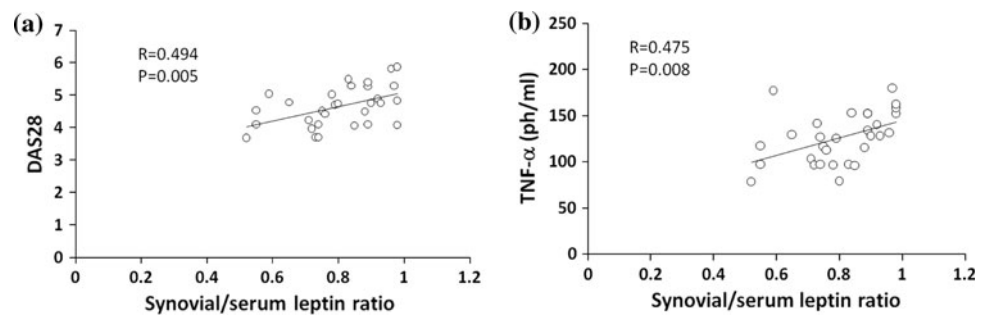 (a)
R=0.494
P=0.005
DAS28
7
6
5
4
3
2
1
0
0 0.2 0.4 0.6 0.8 1 1.2
Synovial/serum leptin ratio
(b)
R=0.475
P=0.008
TNF-α (ph/ml)
250
200
150
100
50
0
0 0.2 0.4 0.6 0.8 1 1.2
Synovial/serum leptin ratio